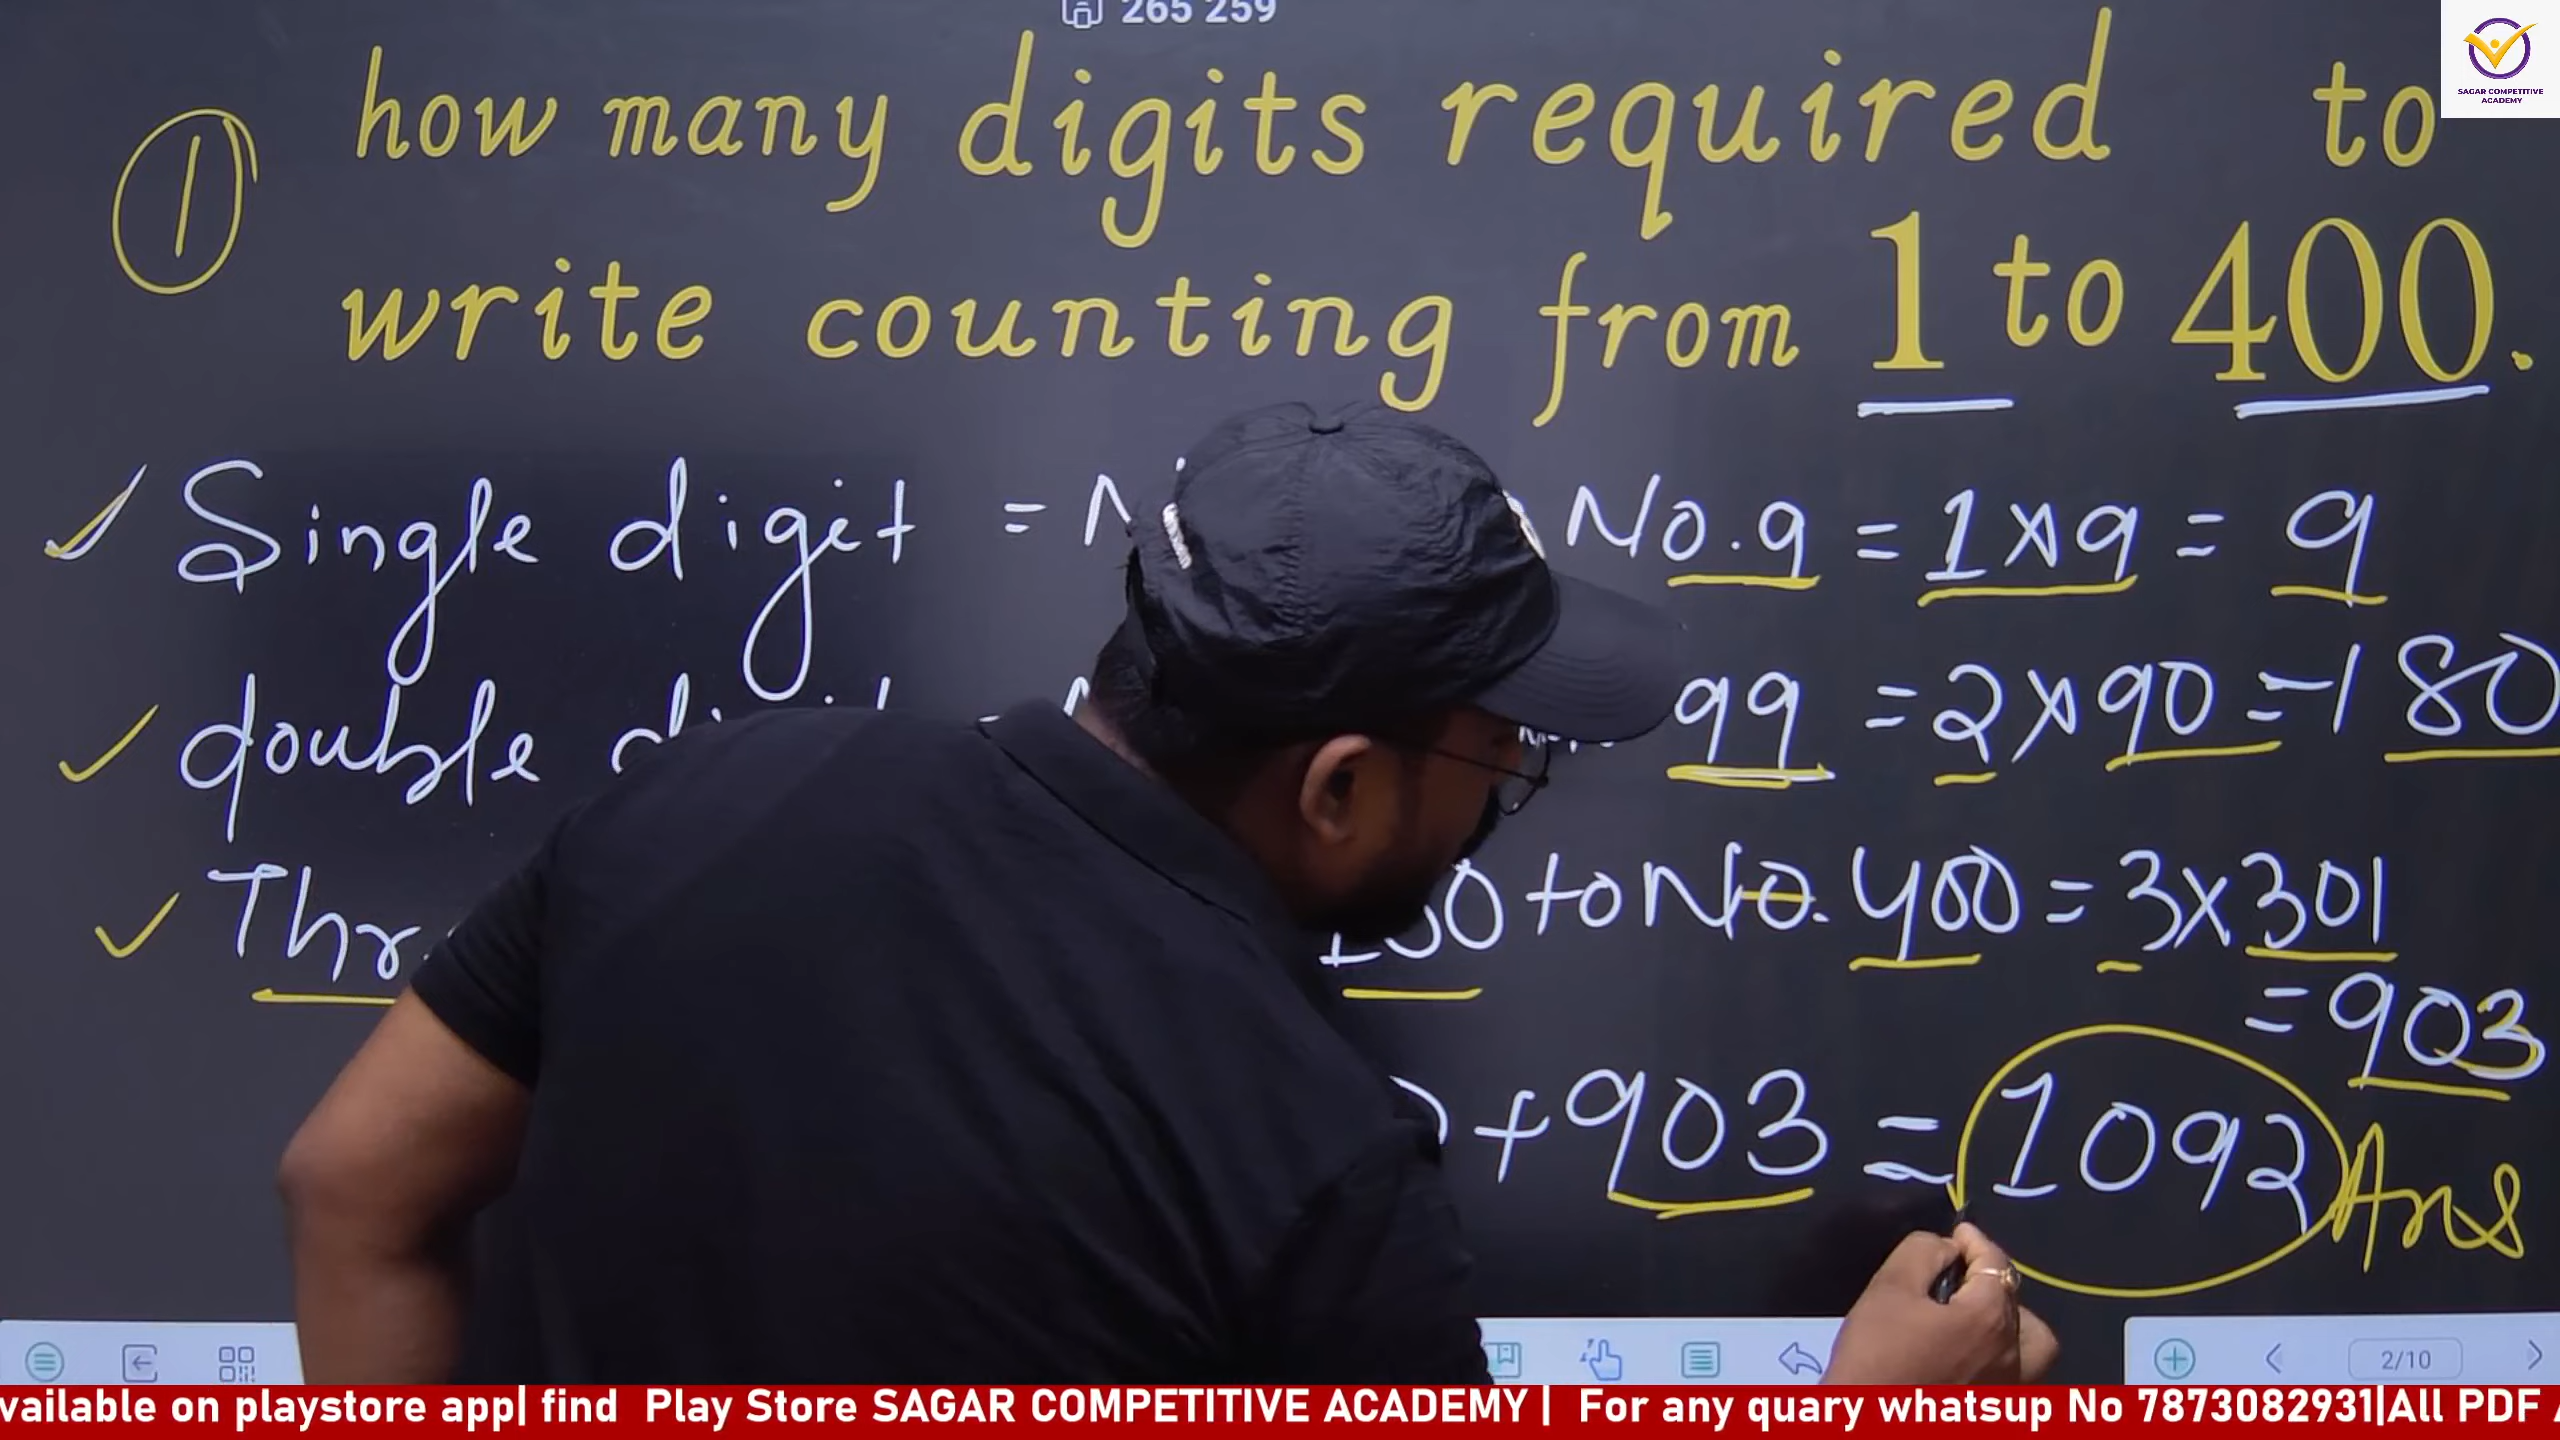 265 259
SAGAR COMPETITIVE
ACADEMY
1 how many digits required to
write counting from 1 to 400.
Single digit = No. 9 = 1×9 = 9
double 99 = 2×90 = 180
to No. 400 = 3×301
= 903
+ 903 = 1092 Ans
2/10
vailable on playstore app| find Play Store SAGAR COMPETITIVE ACADEMY | For any quary whatsup No 7873082931|All PDF